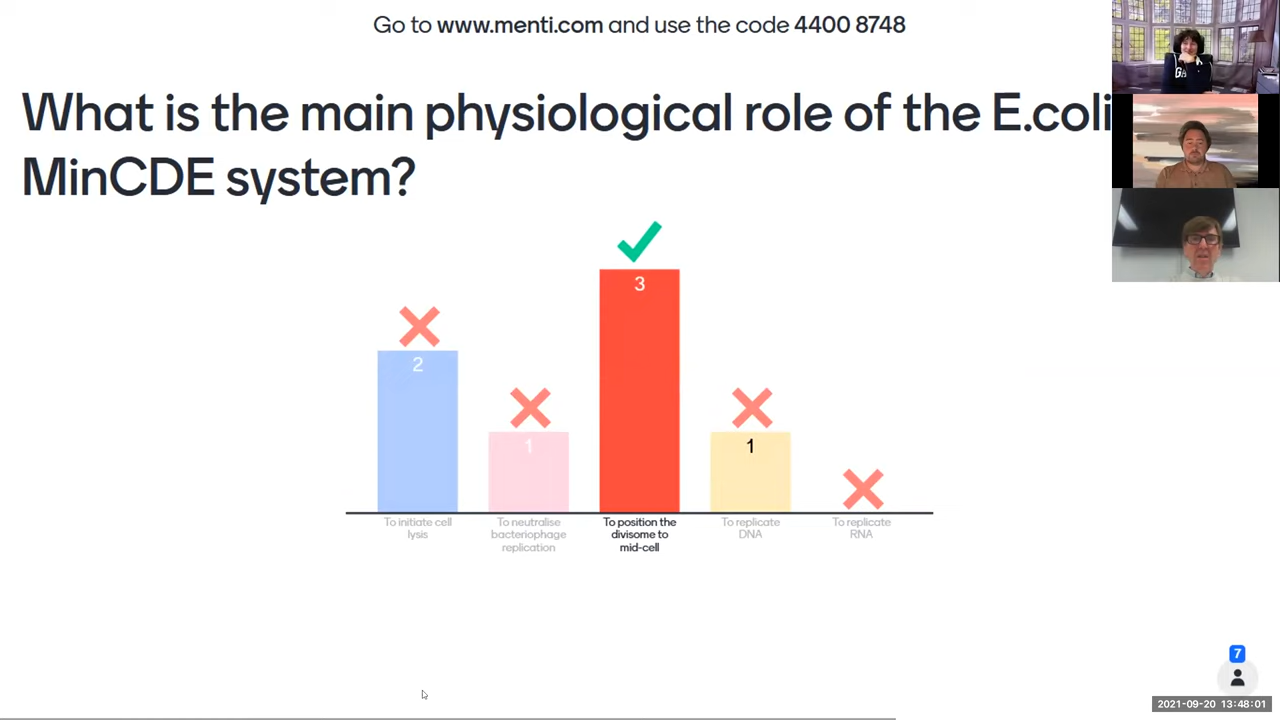 Go to www.menti.com and use the code 4400 8748
What is the main physiological role of the E.coli
MinCDE system?
3
2
1
1
To initiate cell
lysis
To neutralise
bacteriophage
replication
To position the
divisome to
mid-cell
To replicate
DNA
To replicate
RNA
GA
7
2021-09-20 13:48:01